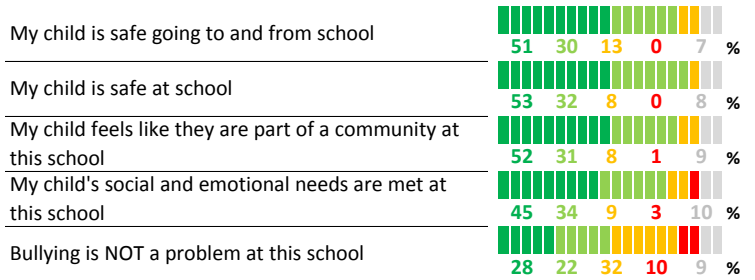 My child is safe going to and from school
51 30 13 0 7 %
My child is safe at school
53 32 8 0 8 %
My child feels like they are part of a community at
this school
52 31 8 1 9 %
My child's social and emotional needs are met at
this school
45 34 9 3 10 %
Bullying is NOT a problem at this school
28 22 32 10 9 %